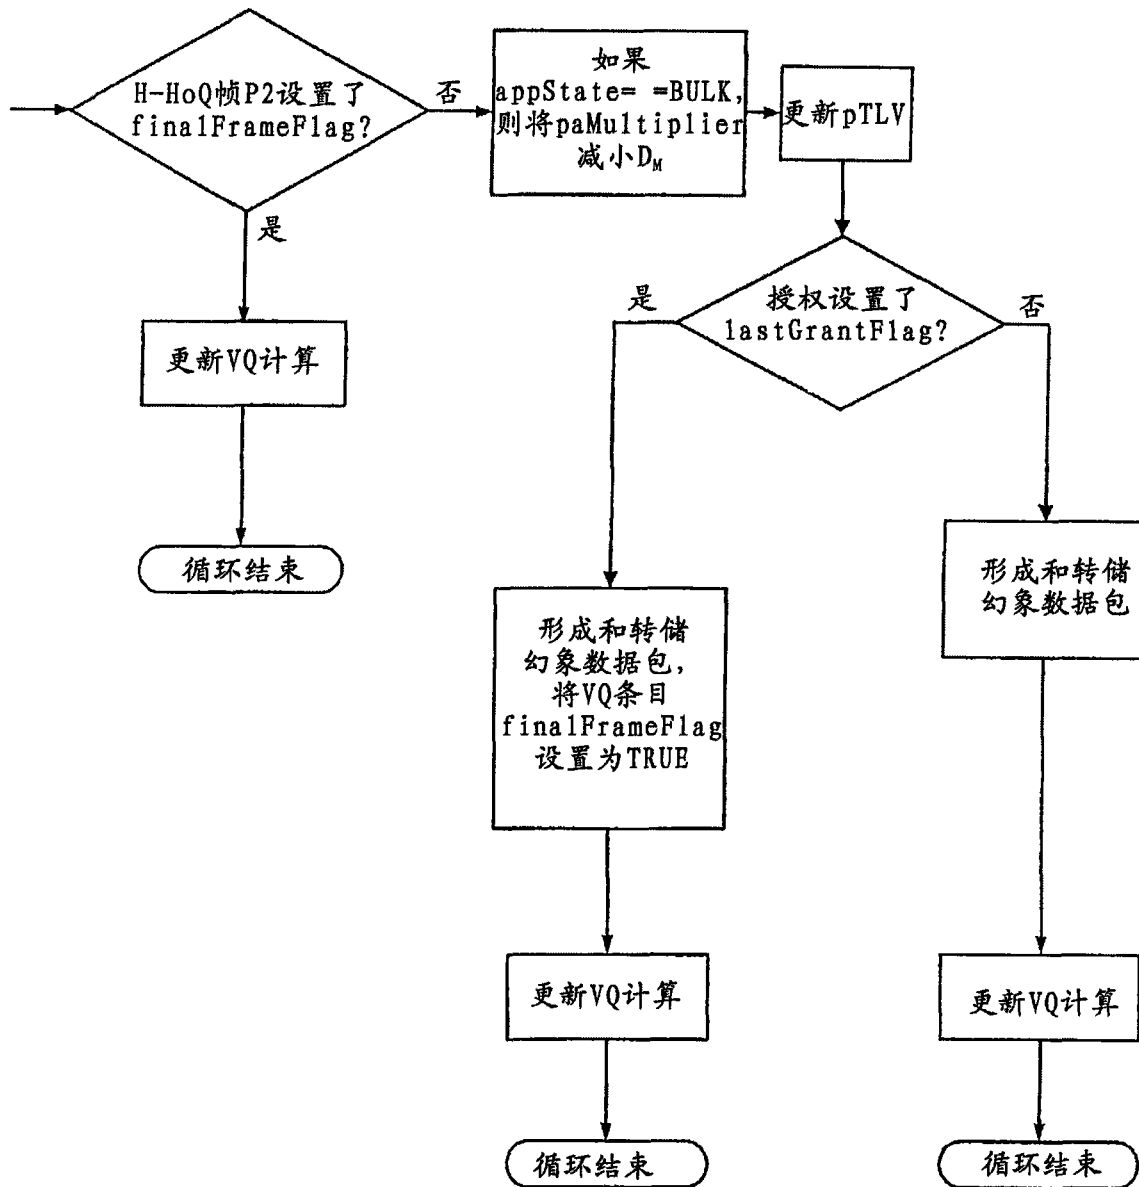 H-HoQ帧P2设置了
finalFrameFlag?
否
如果
appState= =BULK,
则将paMultiplier
减小D_M
更新pTLV
是
更新VQ计算
循环结束
授权设置了
lastGrantFlag?
是
否
形成和转储
幻象数据包,
将VQ条目
finalFrameFlag
设置为TRUE
更新VQ计算
循环结束
形成和转储
幻象数据包
更新VQ计算
循环结束